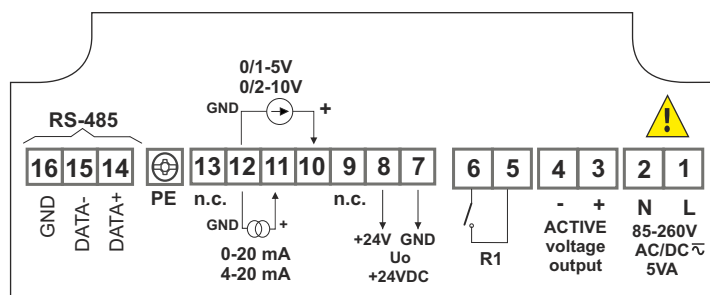 0/1-5V
0/2-10V
GND +
RS-485
16 15 14 PE 13 12 11 10 9 8 7 6 5 4 3 2 1
n.c. n.c.
GND DATA- DATA+
GND +
0-20 mA
4-20 mA
+24V GND
Uo
+24VDC
R1
- +
ACTIVE
voltage
output
N L
85-260V
AC/DC
5VA
!